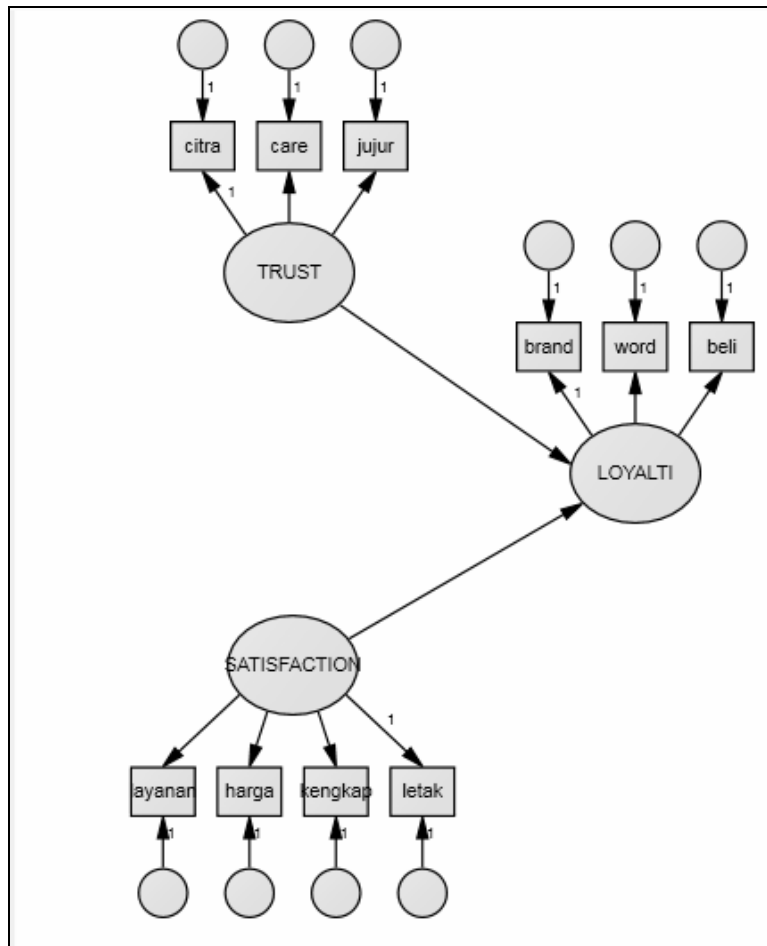 1
1
1
citra
care
jujur
1
TRUST
1
1
1
brand
word
beli
1
LOYALTI
SATISFACTION
1
layanan
harga
kengkap
letak
1
1
1
1